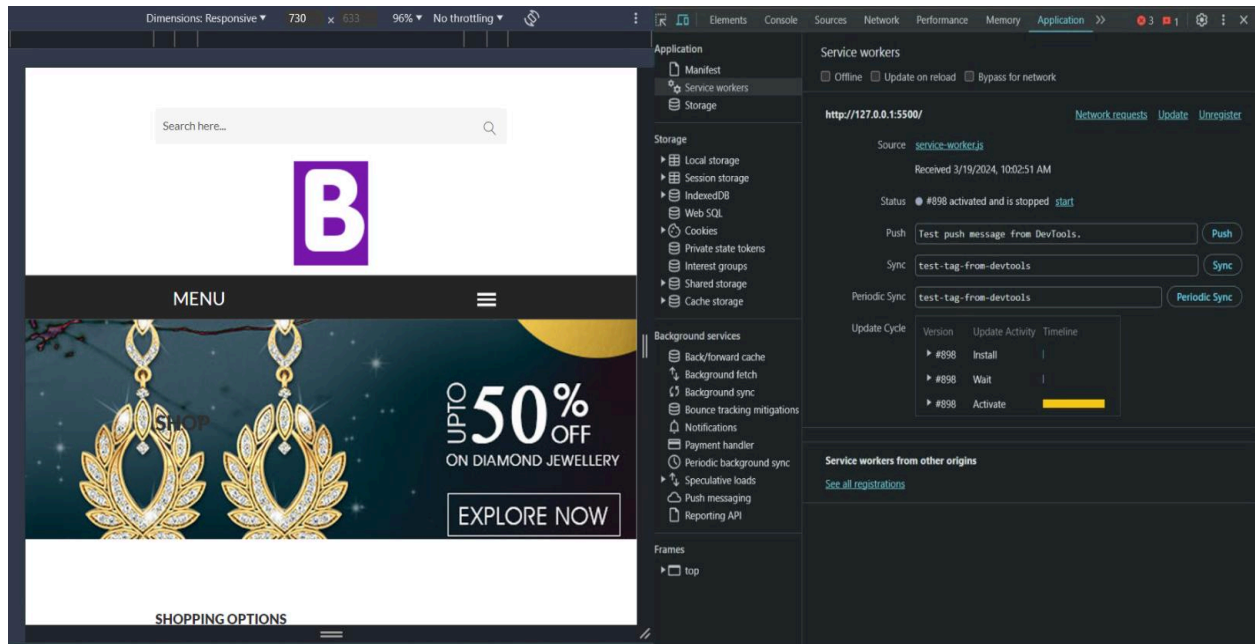 Dimensions: Responsive ▼ 730 x 633 96% ▼ No throttling ▼
Search here...
B
MENU
SHOP
UPTO 50% OFF
ON DIAMOND JEWELLERY
EXPLORE NOW
SHOPPING OPTIONS
Elements Console Sources Network Performance Memory Application 3 1
Application
Manifest
Service workers
Storage
Storage
Local storage
Session storage
IndexedDB
Web SQL
Cookies
Private state tokens
Interest groups
Shared storage
Cache storage
Background services
Back/forward cache
Background fetch
Background sync
Bounce tracking mitigations
Notifications
Payment handler
Periodic background sync
Speculative loads
Push messaging
Reporting API
Frames
top
Service workers
Offline Update on reload Bypass for network
http://127.0.0.1:5500/ Network requests Update Unregister
Source service-worker.js
Received 3/19/2024, 10:02:51 AM
Status #898 activated and is stopped start
Push Test push message from DevTools. Push
Sync test-tag-from-devtools Sync
Periodic Sync test-tag-from-devtools Periodic Sync
Update Cycle Version Update Activity Timeline
#898 Install
#898 Wait
#898 Activate
Service workers from other origins
See all registrations